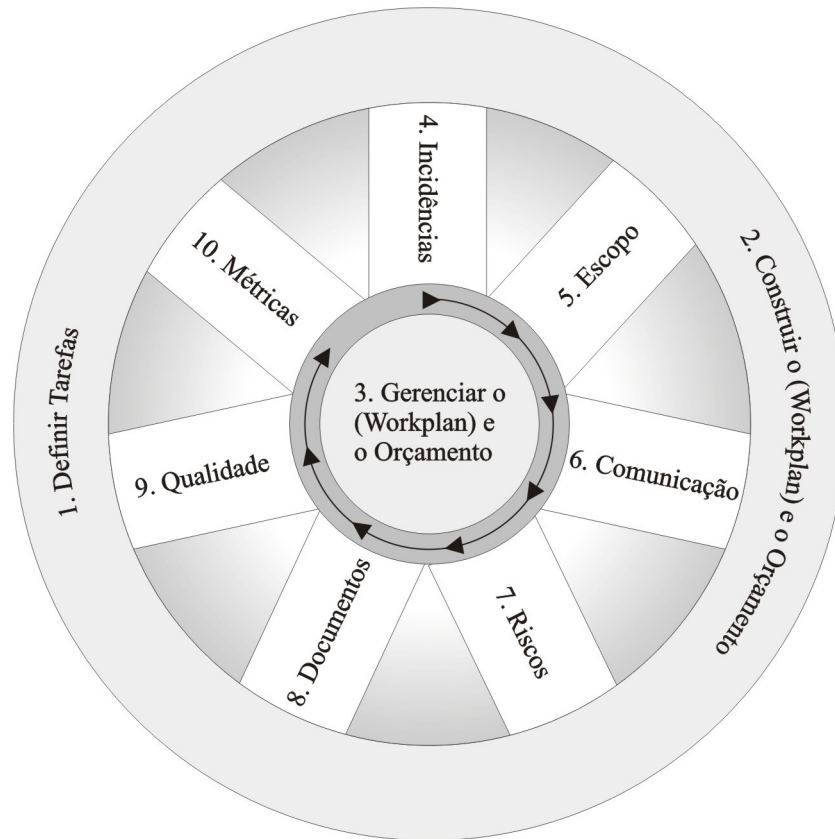 1. Definir Tarefas
2. Construir o (Workplan) e o Orçamento
3. Gerenciar o
(Workplan) e
o Orçamento
4. Incidências
5. Escopo
6. Comunicação
7. Riscos
8. Documentos
9. Qualidade
10. Métricas